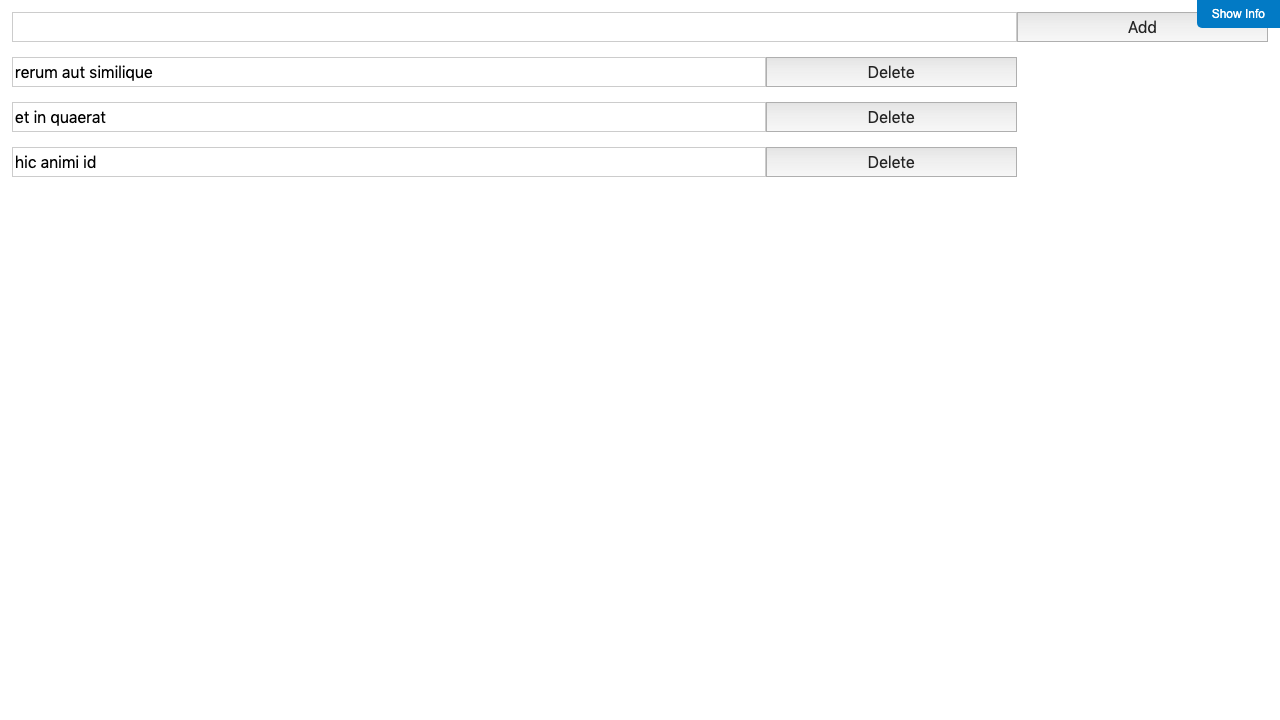 Show Info
Add
rerum aut similique Delete
et in quaerat Delete
hic animi id Delete